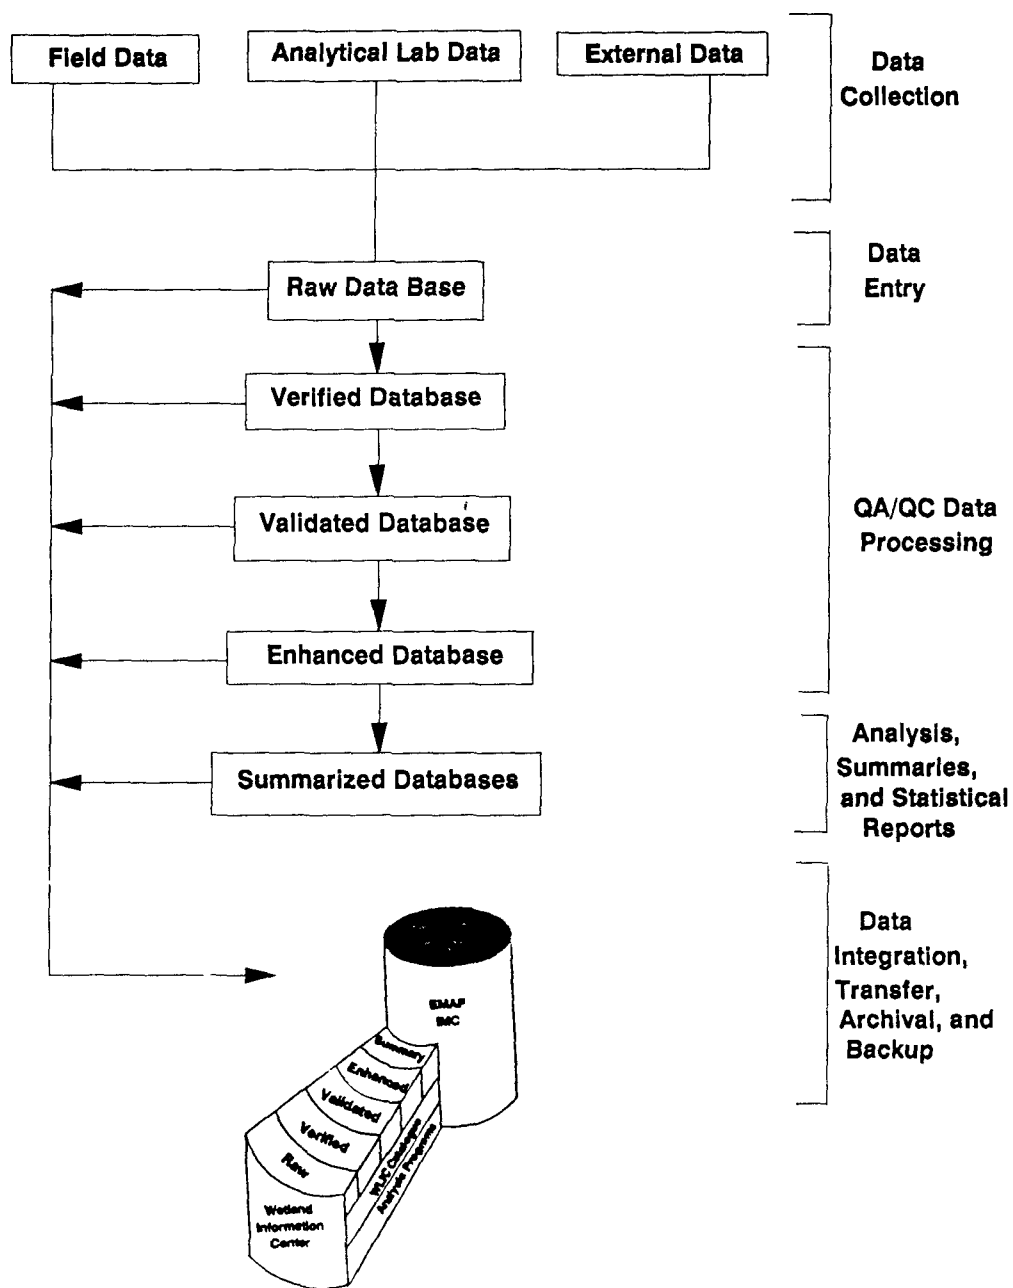 Field Data
Analytical Lab Data
External Data
Data
Collection
Raw Data Base
Data
Entry
Verified Database
Validated Database
Enhanced Database
QA/QC Data
Processing
Summarized Databases
Analysis,
Summaries,
and Statistical
Reports
Data
Integration,
Transfer,
Archival, and
Backup
EMAP
IMC
Summary
Enhanced
Validated
Verified
Raw
WLIC Catalogue
Analysis Programs
Wetland
Information
Center